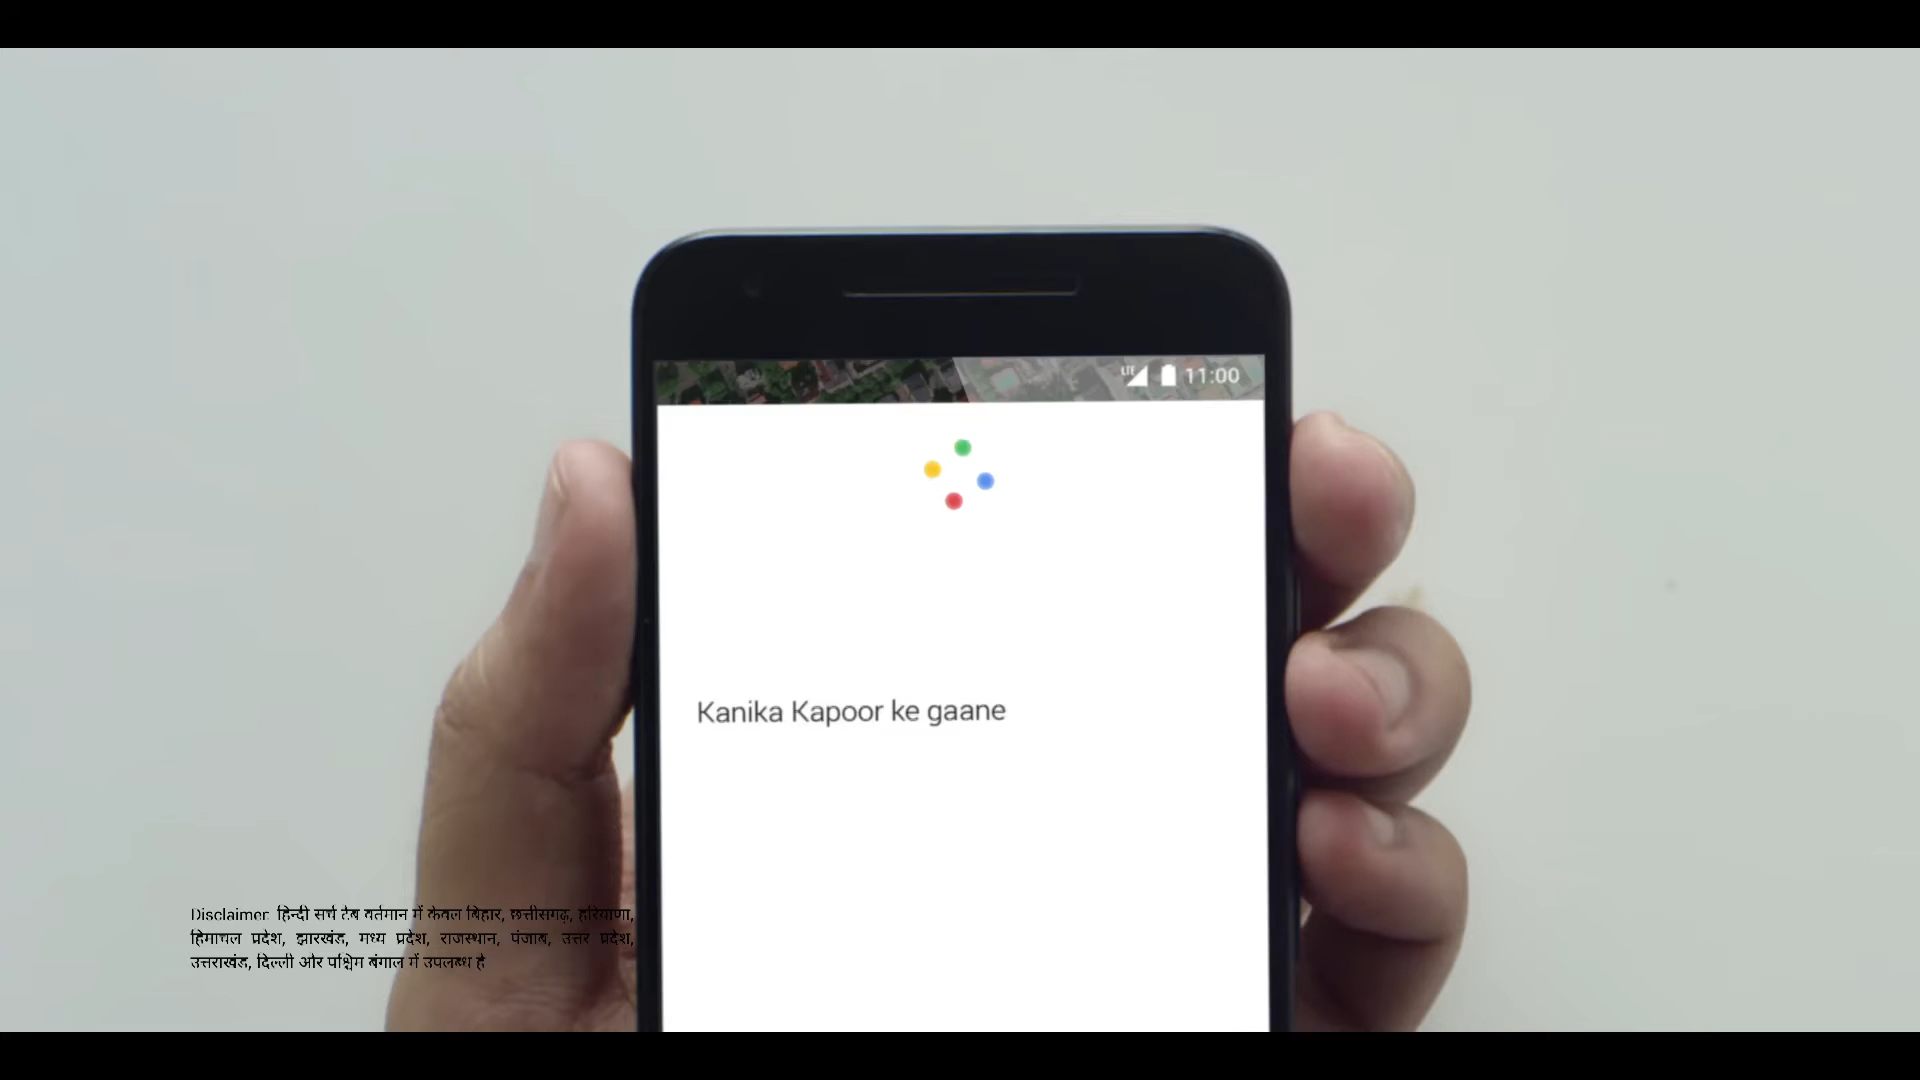 LTE 11:00
Kanika Kapoor ke gaane
Disclaimer: हिन्दी सर्च टैब वर्तमान में केवल बिहार, छत्तीसगढ़, हरियाणा,
हिमाचल प्रदेश, झारखंड, मध्य प्रदेश, राजस्थान, पंजाब, उत्तर प्रदेश,
उत्तराखंड, दिल्ली और पश्चिम बंगाल में उपलब्ध है